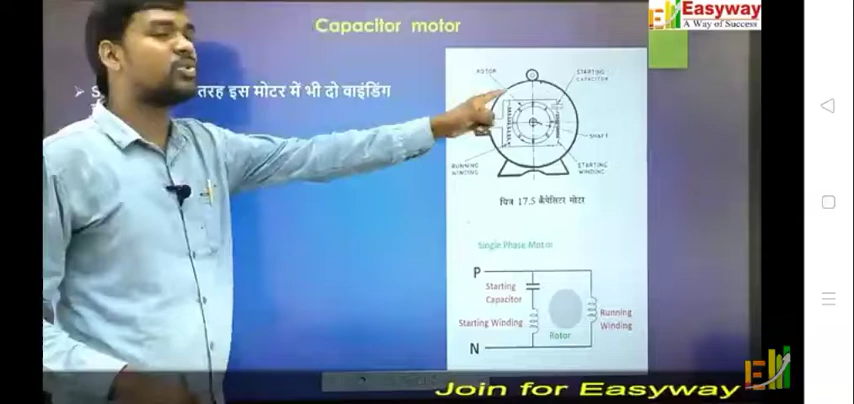 Easyway
A Way of Success
Capacitor motor
➤ S
तरह इस मोटर में भी दो वाइंडिंग
ROTOR
STARTING
CAPACITOR
SHAFT
RUNNING
WINDING
STARTING
WINDING
चित्र 17.5 कैपेसिटर मोटर
Single Phase Motor
P
Starting
Capacitor
Starting Winding
Rotor
Running
Winding
N
Join for Easyway